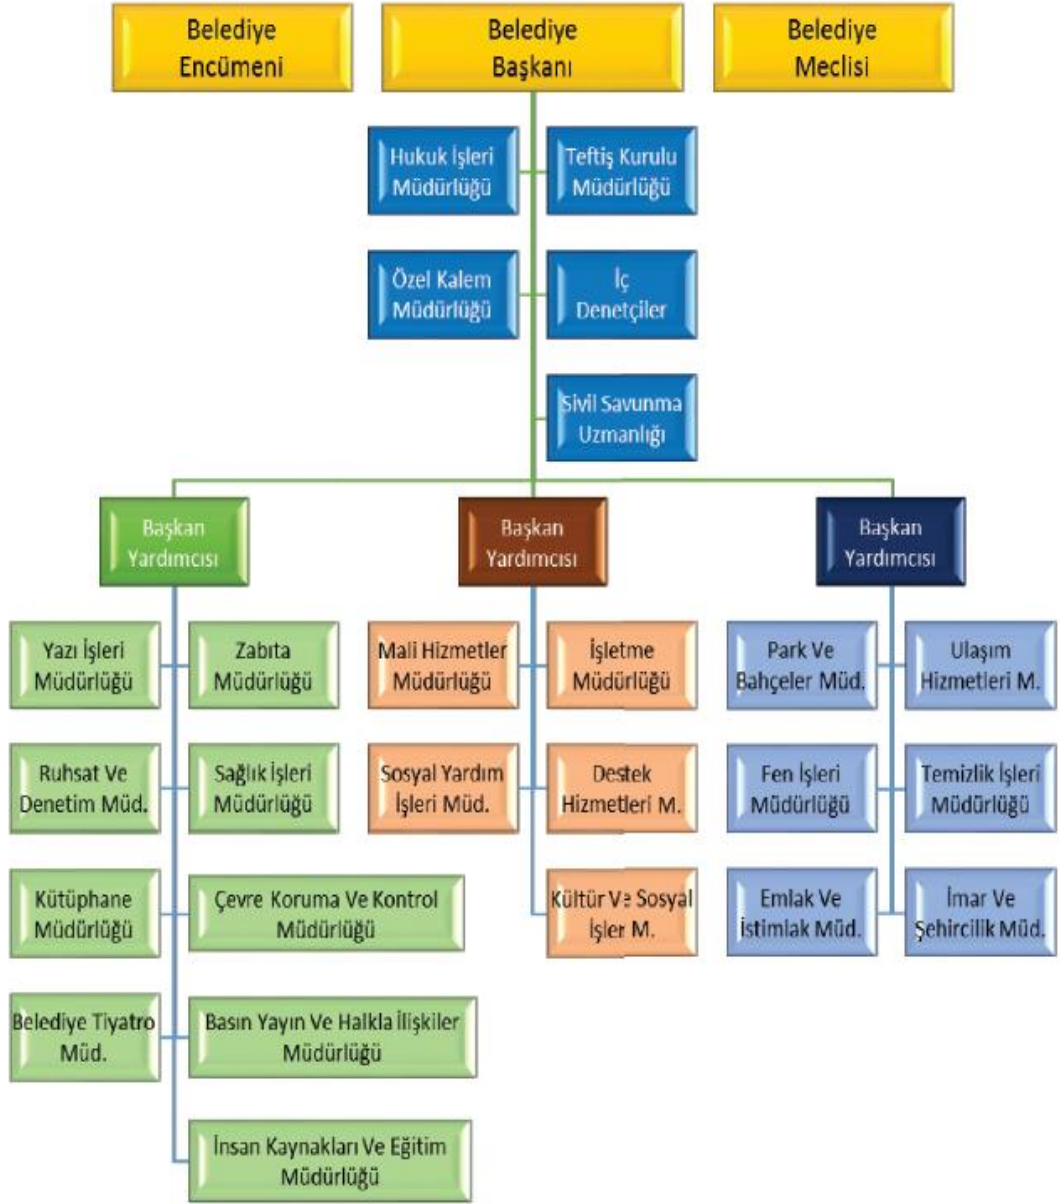 Belediye
Encümeni
Belediye
Başkanı
Belediye
Meclisi
Hukuk İşleri
Müdürlüğü
Teftiş Kurulu
Müdürlüğü
Özel Kalem
Müdürlüğü
İç
Denetçiler
Sivil Savunma
Uzmanlığı
Başkan
Yardımcısı
Başkan
Yardımcısı
Başkan
Yardımcısı
Yazı İşleri
Müdürlüğü
Zabıta
Müdürlüğü
Mali Hizmetler
Müdürlüğü
İşletme
Müdürlüğü
Park Ve
Bahçeler Müd.
Ulaşım
Hizmetleri M.
Ruhsat Ve
Denetim Müd.
Sağlık İşleri
Müdürlüğü
Sosyal Yardım
İşleri Müd.
Destek
Hizmetleri M.
Fen İşleri
Müdürlüğü
Temizlik İşleri
Müdürlüğü
Kütüphane
Müdürlüğü
Çevre Koruma Ve Kontrol
Müdürlüğü
Kültür Ve Sosyal
İşler M.
Emlak Ve
İstimlak Müd.
İmar Ve
Şehircilik Müd.
Belediye Tiyatro
Müd.
Basın Yayın Ve Halkla İlişkiler
Müdürlüğü
İnsan Kaynakları Ve Eğitim
Müdürlüğü